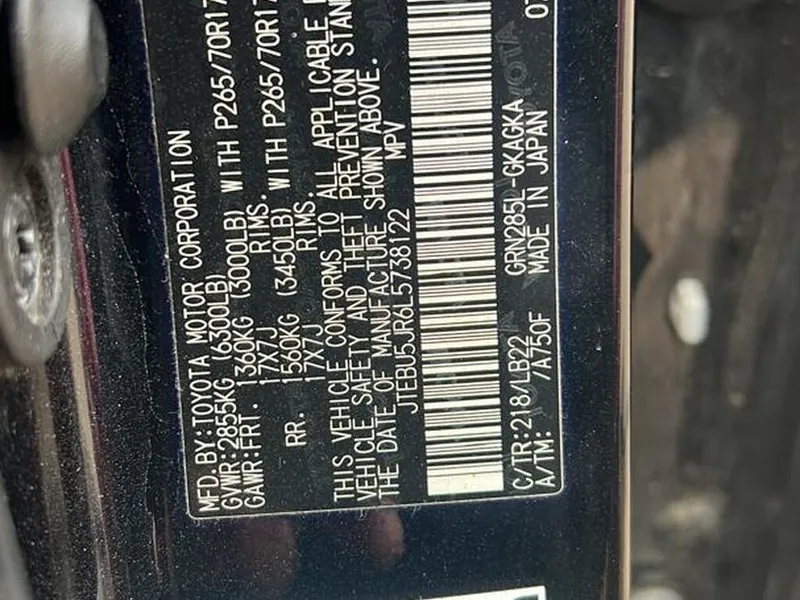 MFD.BY:TOYOTA MOTOR CORPORATION
GVWR:2855KG (6300LB)
GAWR:FRT. 1360KG (3000LB) WITH P265/70R17
17X7J RIMS.
RR. 1560KG (3450LB) WITH P265/70R17
17X7J RIMS.
THIS VEHICLE CONFORMS TO ALL APPLICABLE
VEHICLE SAFETY AND THEFT PREVENTION STAN
THE DATE OF MANUFACTURE SHOWN ABOVE.
JTEBU5JR6L5738122 MPV
C/TR:218/LB22 GRN285L-GKAGKA
A/TM: /A750F MADE IN JAPAN